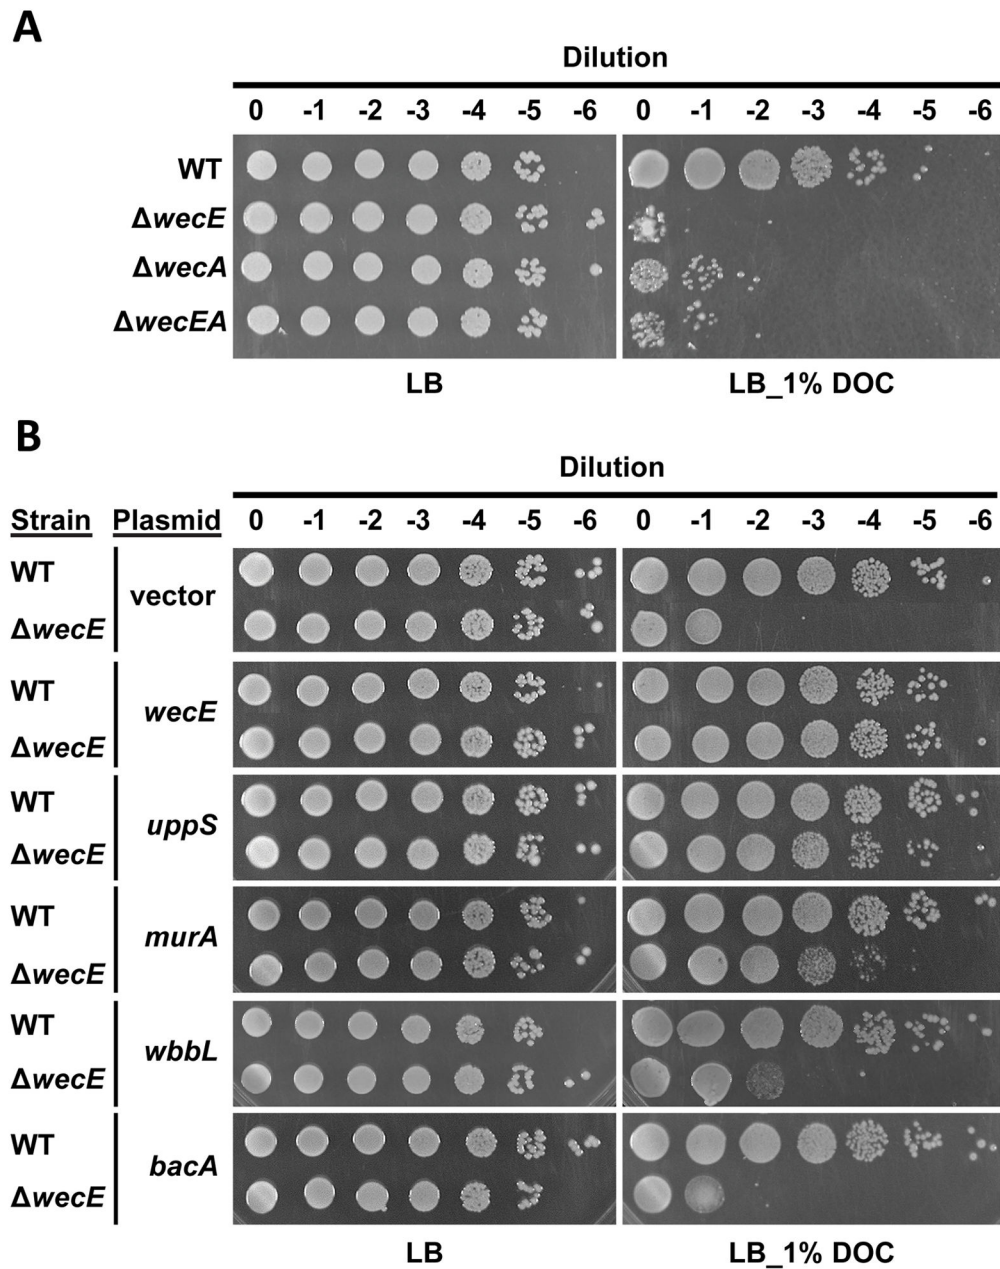 A
Dilution
0 -1 -2 -3 -4 -5 -6 0 -1 -2 -3 -4 -5 -6
WT
ΔwecE
ΔwecA
ΔwecEA
LB LB_1% DOC
B
Dilution
Strain Plasmid 0 -1 -2 -3 -4 -5 -6 0 -1 -2 -3 -4 -5 -6
WT
vector
ΔwecE
WT
wecE
ΔwecE
WT
uppS
ΔwecE
WT
murA
ΔwecE
WT
wbbL
ΔwecE
WT
bacA
ΔwecE
LB LB_1% DOC